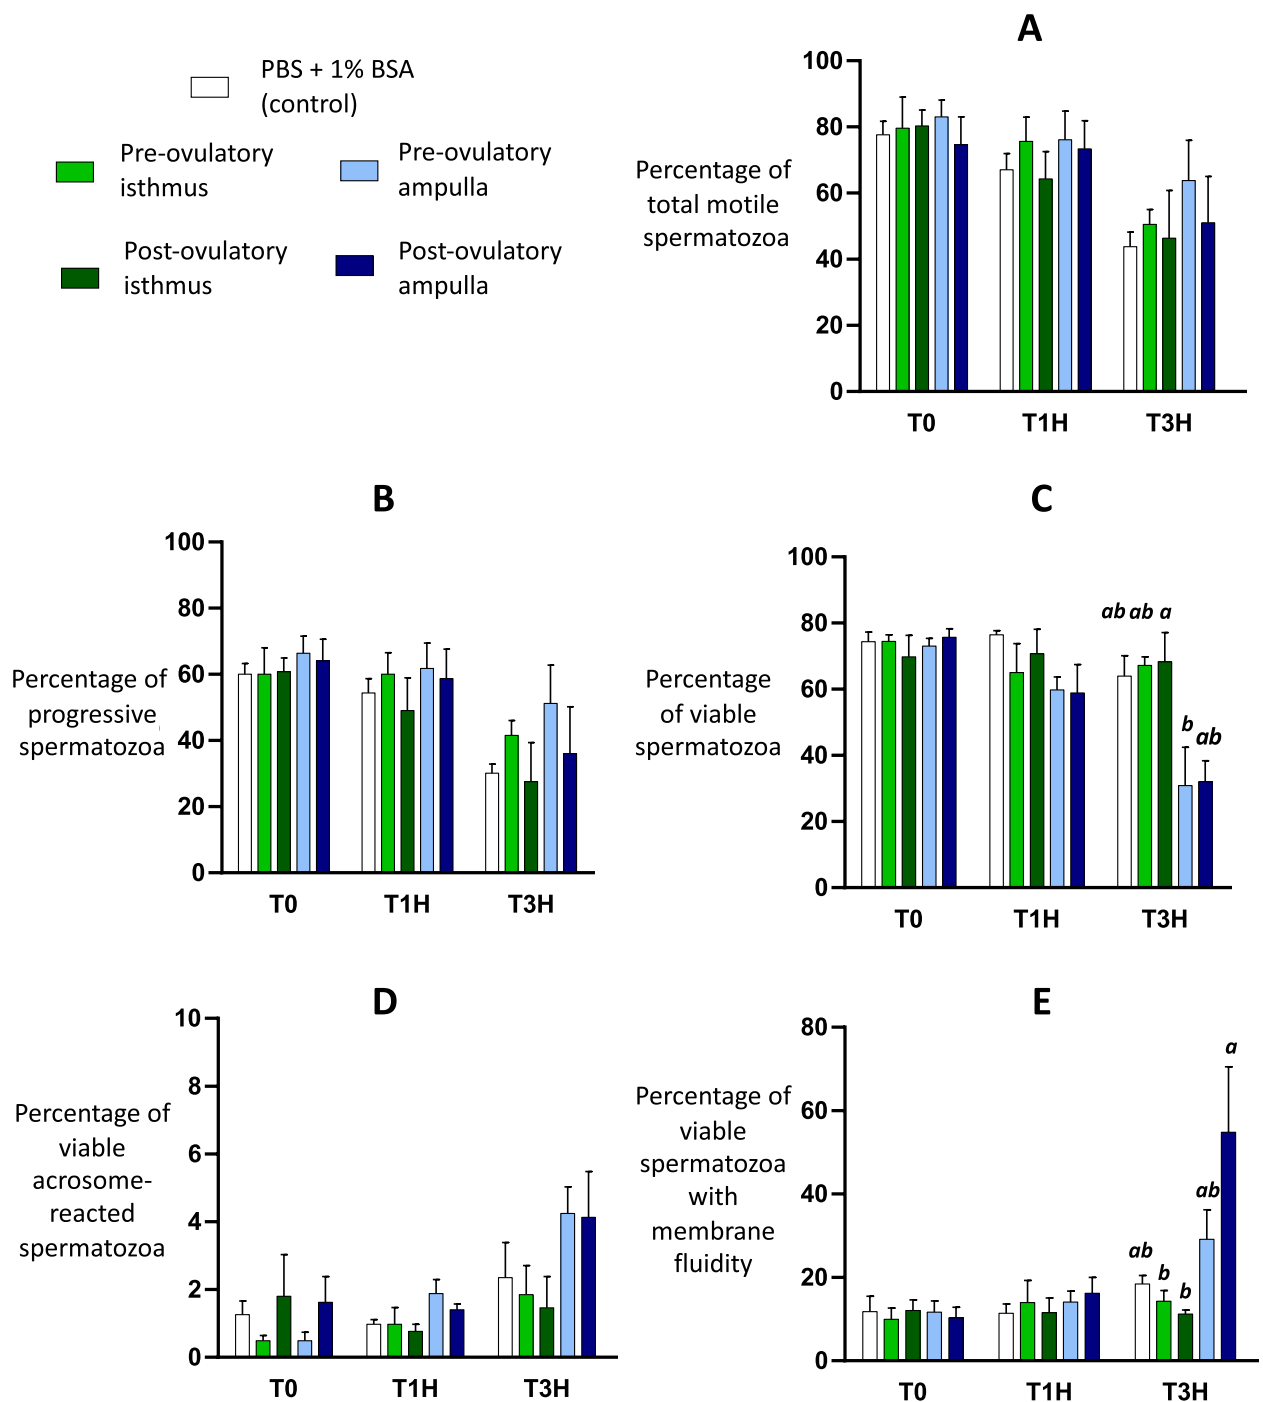 PBS + 1% BSA
(control)
Pre-ovulatory
isthmus
Pre-ovulatory
ampulla
Post-ovulatory
isthmus
Post-ovulatory
ampulla
A
Percentage of
total motile
spermatozoa
100
80
60
40
20
0
T0 T1H T3H
B
Percentage of
progressive
spermatozoa
100
80
60
40
20
0
T0 T1H T3H
C
Percentage
of viable
spermatozoa
100
80
60
40
20
0
ab ab a
b
ab
T0 T1H T3H
D
Percentage of
viable
acrosome-
reacted
spermatozoa
10
8
6
4
2
0
T0 T1H T3H
E
Percentage of
viable
spermatozoa
with
membrane
fluidity
80
60
40
20
0
a
ab
ab
b
b
T0 T1H T3H